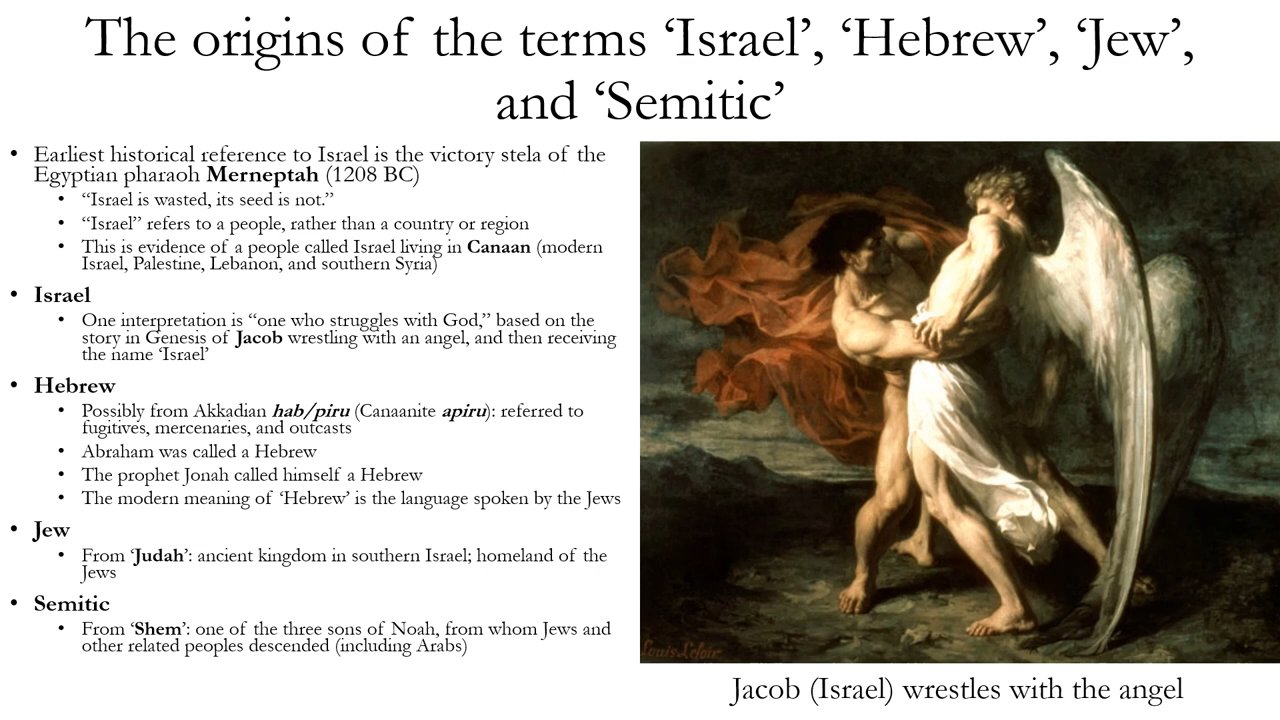 The origins of the terms ‘Israel’, ‘Hebrew’, ‘Jew’,
and ‘Semitic’
• Earliest historical reference to Israel is the victory stela of the
Egyptian pharaoh Merneptah (1208 BC)
• “Israel is wasted, its seed is not.”
• “Israel” refers to a people, rather than a country or region
• This is evidence of a people called Israel living in Canaan (modern
Israel, Palestine, Lebanon, and southern Syria)
• Israel
• One interpretation is “one who struggles with God,” based on the
story in Genesis of Jacob wrestling with an angel, and then receiving
the name ‘Israel’
• Hebrew
• Possibly from Akkadian hab/piru (Canaanite apiru): referred to
fugitives, mercenaries, and outcasts
• Abraham was called a Hebrew
• The prophet Jonah called himself a Hebrew
• The modern meaning of ‘Hebrew’ is the language spoken by the Jews
• Jew
• From ‘Judah’: ancient kingdom in southern Israel; homeland of the
Jews
• Semitic
• From ‘Shem’: one of the three sons of Noah, from whom Jews and
other related peoples descended (including Arabs)
Louis Leloir
Jacob (Israel) wrestles with the angel